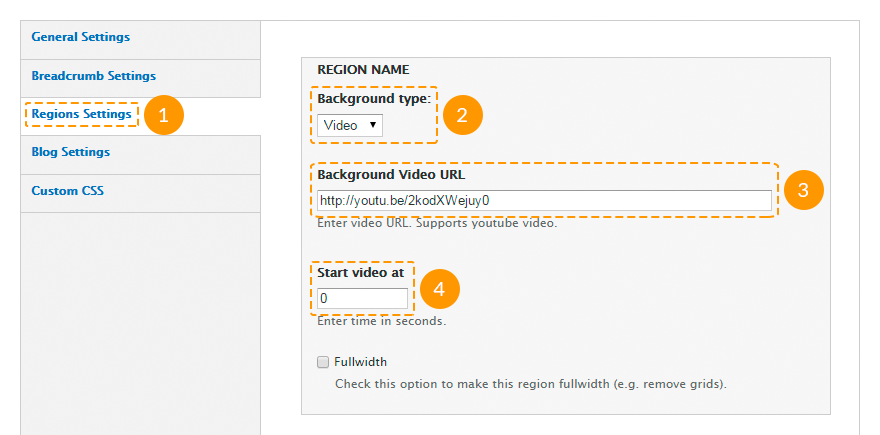 General Settings
Breadcrumb Settings
Regions Settings
1
Blog Settings
Custom CSS
REGION NAME
Background type:
Video
2
Background Video URL
http://youtu.be/2kodXWejuy0
3
Enter video URL. Supports youtube video.
Start video at
0
4
Enter time in seconds.
Fullwidth
Check this option to make this region fullwidth (e.g. remove grids).